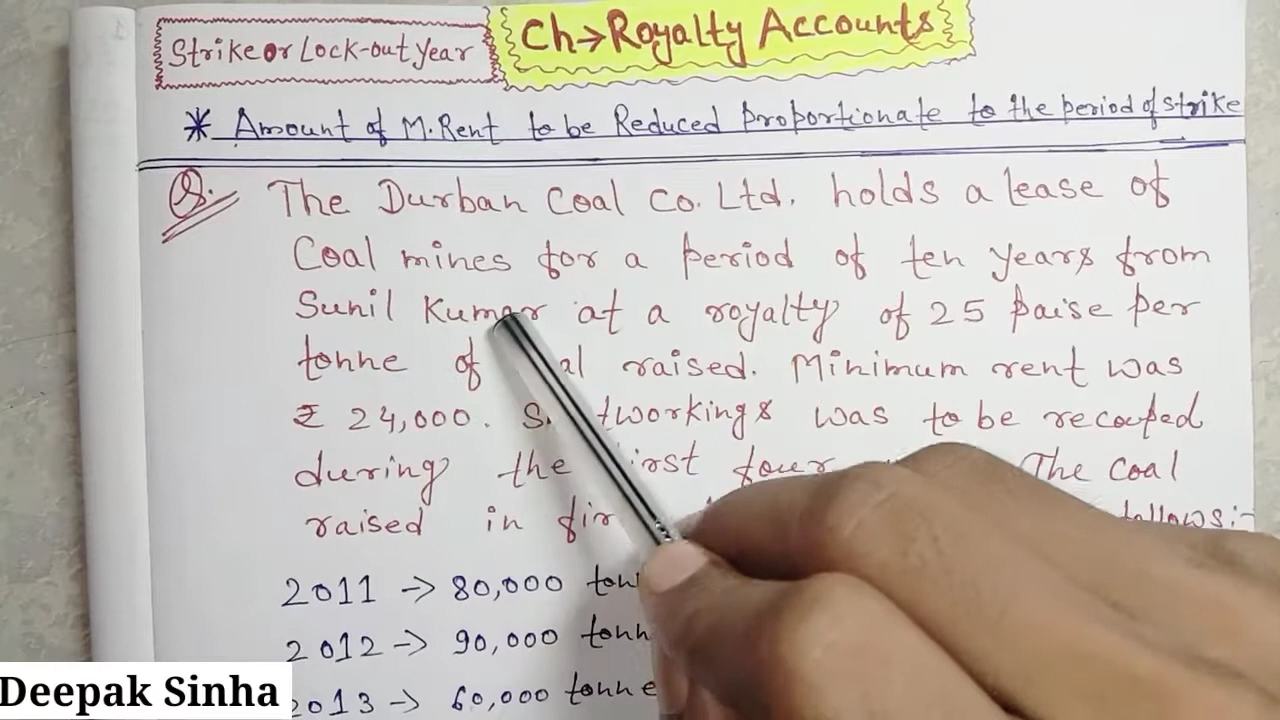 Strike or Lock-out Year
Ch→Royalty Accounts
* Amount of M.Rent to be Reduced proportionate to the period of strike
Q. The Durban Coal Co. Ltd. holds a lease of
Coal mines for a period of ten years from
Sunil Kumar at a royalty of 25 paise per
tonne of raised. Minimum rent was
₹ 24,000. was to be recouped
during the four The Coal
raised in follows:-
2011 → 80,000
2012 → 90,000
2013 → 60,000 tonne
Deepak Sinha